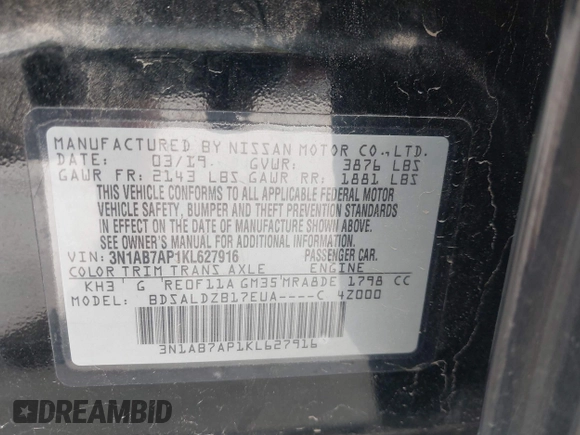 MANUFACTURED BY NISSAN MOTOR CO.,LTD.
DATE: 03/19 GVWR: 3876 LBS
GAWR FR: 2143 LBS GAWR RR: 1881 LBS
THIS VEHICLE CONFORMS TO ALL APPLICABLE FEDERAL MOTOR
VEHICLE SAFETY, BUMPER AND THEFT PREVENTION STANDARDS
IN EFFECT ON THE DATE OF MANUFACTURE SHOWN ABOVE.
SEE OWNER'S MANUAL FOR ADDITIONAL INFORMATION.
VIN: 3N1AB7AP1KL627916 PASSENGER CAR.
COLOR TRIM TRANS AXLE ENGINE
KH3 G RE0F11A GM35 MRA8DE 1798 CC
MODEL: BDSALDZB17EUA----C 4Z000
3N1AB7AP1KL627916
DREAMBID